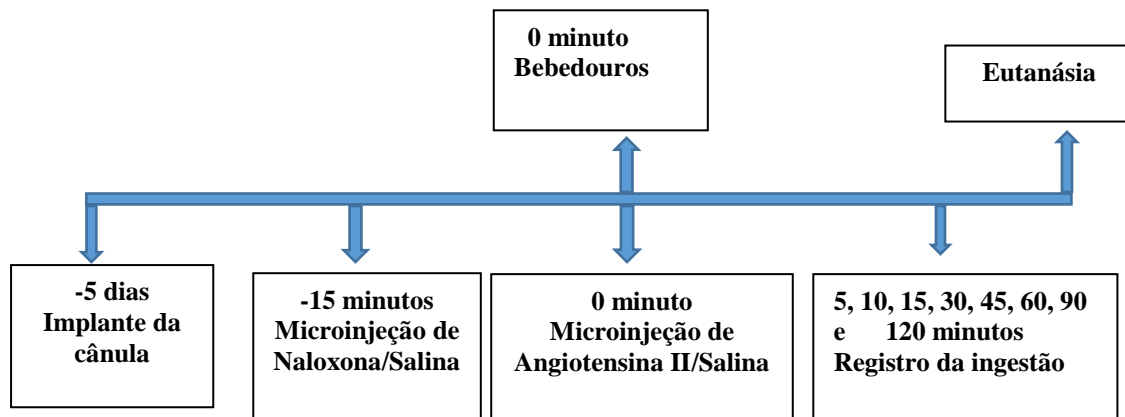 0 minuto
Bebedouros
Eutanásia
-5 dias
Implante da
cânula
-15 minutos
Microinjeção de
Naloxona/Salina
0 minuto
Microinjeção de
Angiotensina II/Salina
5, 10, 15, 30, 45, 60, 90
e 120 minutos
Registro da ingestão